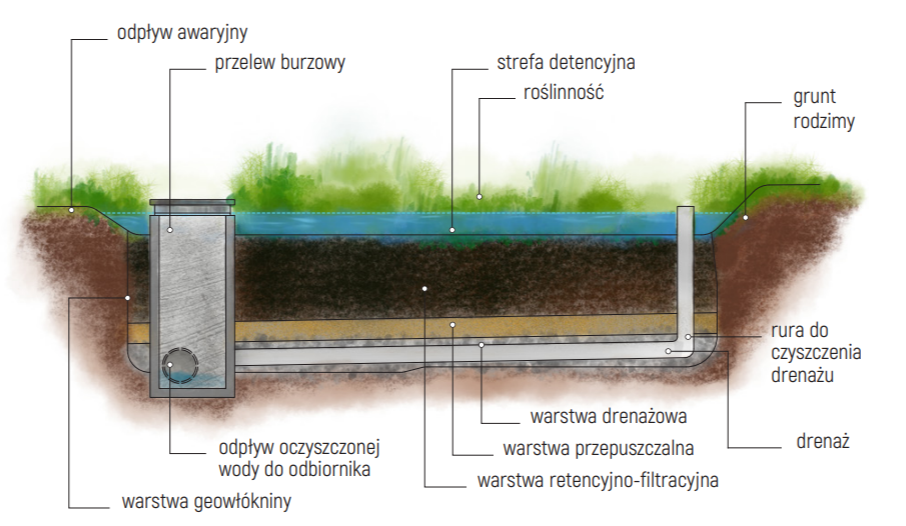 odpływ awaryjny
przelew burzowy
strefa detencyjna
roślinność
grunt
rodzimy
rura do
czyszczenia
drenażu
drenaż
warstwa drenażowa
warstwa przepuszczalna
warstwa retencyjno-filtracyjna
odpływ oczyszczonej
wody do odbiornika
warstwa geowłókniny